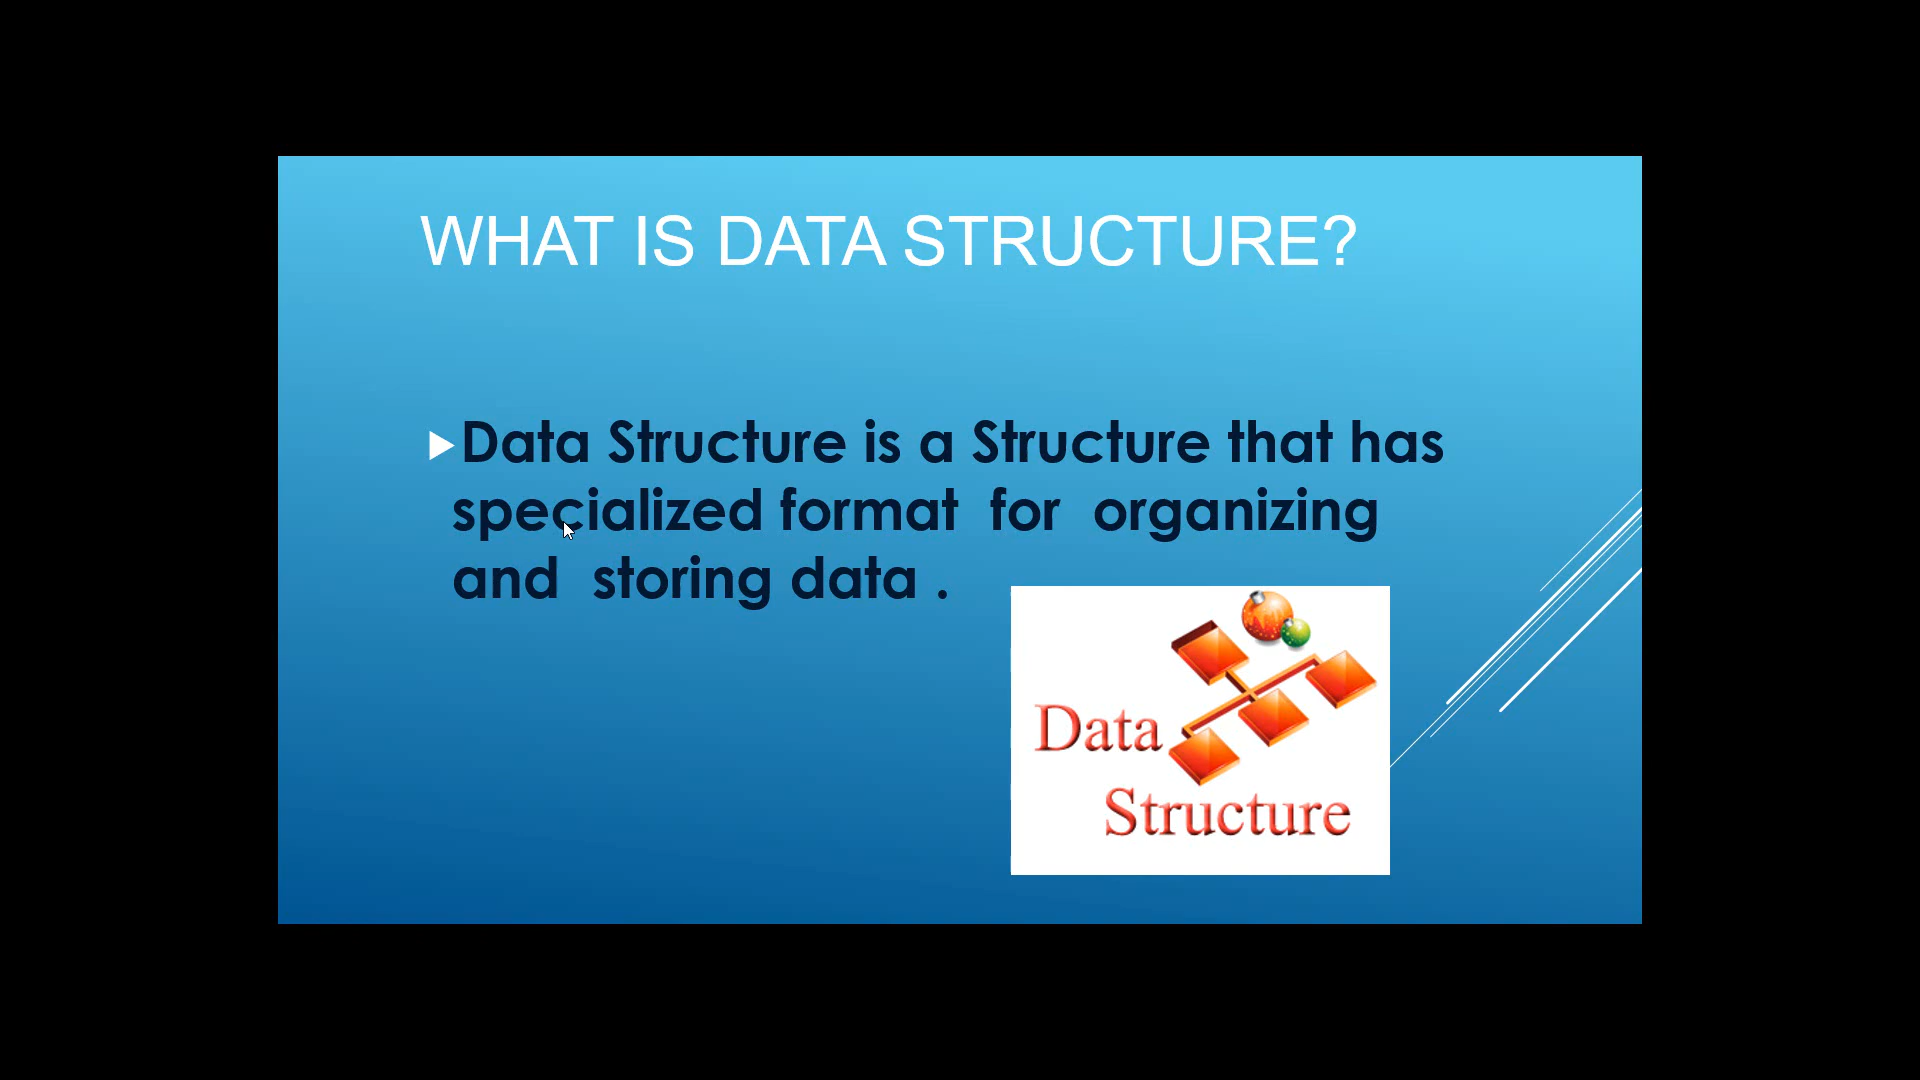 WHAT IS DATA STRUCTURE?
Data Structure is a Structure that has
specialized format for organizing
and storing data .
Data
Structure